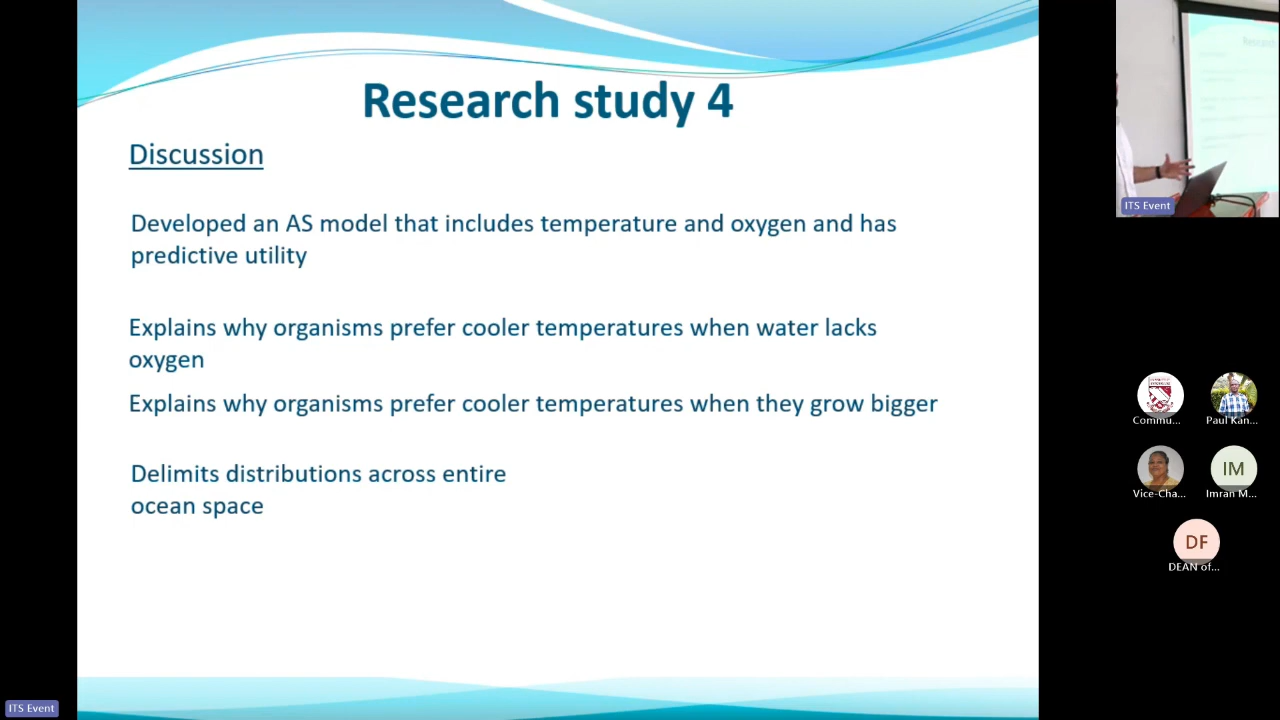 Research study 4
Discussion
Developed an AS model that includes temperature and oxygen and has
predictive utility
Explains why organisms prefer cooler temperatures when water lacks
oxygen
Explains why organisms prefer cooler temperatures when they grow bigger
Delimits distributions across entire
ocean space
ITS Event
Commu...
Paul Kan...
Vice-Cha...
IM
Imran M...
DF
DEAN of...
ITS Event